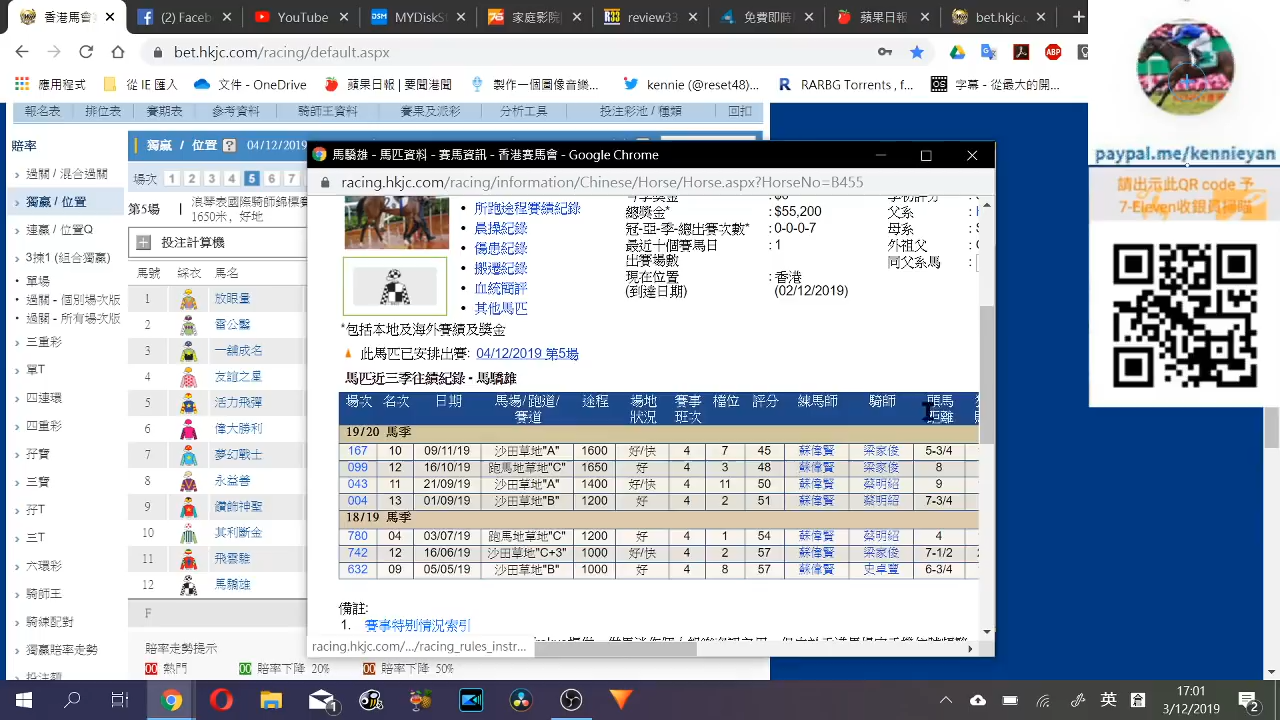 香港賽馬會
(2) Faceb
YouTube
MYDiskS
家庭影院
review33
免費即時
蘋果日報
bet.hkjc
bet.hkjc.com/racing/default.aspx
應用程式
從 IE 匯入
文件 - OneDrive
蘋果日報 | 要聞港聞...
製作一個圖像音樂...
kennie (@reset48)...
RARBG Torrents , f...
字幕 - 從最大的開...
報名表
排位表
賽期表
參考資料
騎師王資料
賽果及派彩
分析工具
投注彩池 / 種類
回扣
賠率
過關 / 混合過關
獨贏 / 位置
連贏 / 位置Q
3揀1 (組合獨贏)
單場
過關 - 個別場次版
過關 - 所有場次版
三重彩
單T
四連環
四重彩
孖寶
三寶
孖T
三T
六環彩
騎師王
騎練配對
獨贏賠率走勢
獨贏 / 位置 ? 04/12/2019
場次 1 2 3 4 5 6 7
第5場
1650米, 好地
投注計算機
馬號 綵衣 馬名
1 放眼量
2
3 一舖成名
4 友誼之星
5 活力飛彈
6 偉大勝利
7 夢幻戰士
8 永益善
9 鑽飾神聖
10 其利斷金
11
12 馬驕雄
F
賠率走勢提示
00 熱門 00 賠率下降 20% 00 賠率下降 50%
馬驕雄 - 馬匹資料 - 賽馬資訊 - 香港賽馬會 - Google Chrome
racing.hkjc.com/racing/information/Chinese/Horse/Horse.aspx?HorseNo=B455
所跑途程賽績紀錄
晨操紀錄
傷患紀錄
搬遷紀錄
血統簡評
其他馬匹
總獎金* : $55,200
冠-亞-季-總出賽次數* : 0-0-0-7
最近十個賽馬日
出賽場數 : 1
現在位置
(到達日期) : 香港
(02/12/2019)
父系 :
母系 :
外祖父 :
同父系馬 :
*包括本地及海外賽績及獎金
此馬匹已安排出賽: 04/12/2019 第5場
馬匹近三季往績紀錄 - 馬驕雄
場次 名次 日期 馬場/跑道/賽道 途程 場地狀況 賽事班次 檔位 評分 練馬師 騎師 頭馬距離
19/20 馬季
167 10 09/11/19 沙田草地"A" 1600 好/快 4 7 45 蘇偉賢 梁家俊 5-3/4
099 12 16/10/19 跑馬地草地"C" 1650 好 4 3 48 蘇偉賢 梁家俊 8
043 11 21/09/19 沙田草地"A" 1400 好/快 4 11 50 蘇偉賢 蔡明紹 9
004 13 01/09/19 沙田草地"B" 1200 好 4 2 51 蘇偉賢 蔡明紹 7-3/4
18/19 馬季
780 04 03/07/19 跑馬地草地"C" 1200 好 4 1 54 蘇偉賢 蔡明紹 4
742 12 16/06/19 沙田草地"C+3" 1000 好/快 4 2 57 蘇偉賢 梁家俊 7-1/2
632 09 05/05/19 沙田草地"B" 1000 好 4 8 57 蘇偉賢 史卓豐 6-3/4
備註:
1. 賽事特別情況索引
racing.hkjc.com/.../racing_rules_instr...
paypal.me/kennieyan
請出示此QR code 予
7-Eleven收銀員掃瞄
英
17:01
3/12/2019